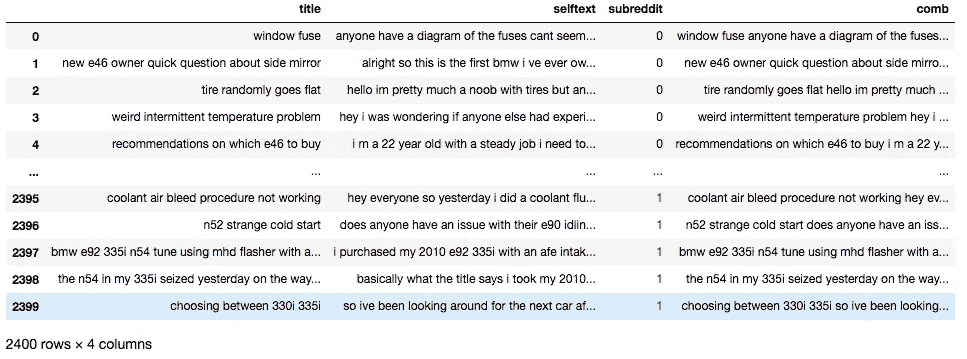 title selftext subreddit comb
0 window fuse anyone have a diagram of the fuses cant seem... 0 window fuse anyone have a diagram of the fuses...
1 new e46 owner quick question about side mirror alright so this is the first bmw i ve ever ow... 0 new e46 owner quick question about side mirro...
2 tire randomly goes flat hello im pretty much a noob with tires but an... 0 tire randomly goes flat hello im pretty much ...
3 weird intermittent temperature problem hey i was wondering if anyone else had experi... 0 weird intermittent temperature problem hey i ...
4 recommendations on which e46 to buy i m a 22 year old with a steady job i need to... 0 recommendations on which e46 to buy i m a 22 y...
... ... ... ... ...
2395 coolant air bleed procedure not working hey everyone so yesterday i did a coolant flu... 1 coolant air bleed procedure not working hey ev...
2396 n52 strange cold start does anyone have an issue with their e90 idlin... 1 n52 strange cold start does anyone have an iss...
2397 bmw e92 335i n54 tune using mhd flasher with a... i purchased my 2010 e92 335i with an afe intak... 1 bmw e92 335i n54 tune using mhd flasher with a...
2398 the n54 in my 335i seized yesterday on the way... basically what the title says i took my 2010... 1 the n54 in my 335i seized yesterday on the way...
2399 choosing between 330i 335i so ive been looking around for the next car af... 1 choosing between 330i 335i so ive been looking...
2400 rows × 4 columns